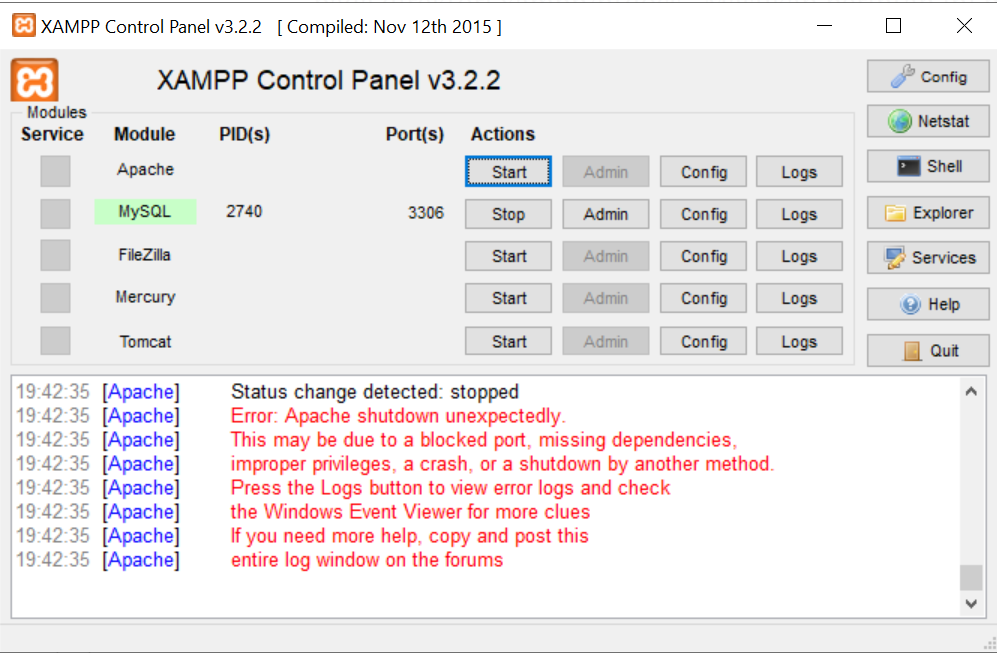 XAMPP Control Panel v3.2.2 [ Compiled: Nov 12th 2015 ]
XAMPP Control Panel v3.2.2
Config
Modules
Service Module PID(s) Port(s) Actions
Netstat
Apache Start Admin Config Logs
Shell
MySQL 2740 3306 Stop Admin Config Logs
Explorer
FileZilla Start Admin Config Logs
Services
Mercury Start Admin Config Logs
Help
Tomcat Start Admin Config Logs
Quit
19:42:35 [Apache] Status change detected: stopped
19:42:35 [Apache] Error: Apache shutdown unexpectedly.
19:42:35 [Apache] This may be due to a blocked port, missing dependencies,
19:42:35 [Apache] improper privileges, a crash, or a shutdown by another method.
19:42:35 [Apache] Press the Logs button to view error logs and check
19:42:35 [Apache] the Windows Event Viewer for more clues
19:42:35 [Apache] If you need more help, copy and post this
19:42:35 [Apache] entire log window on the forums